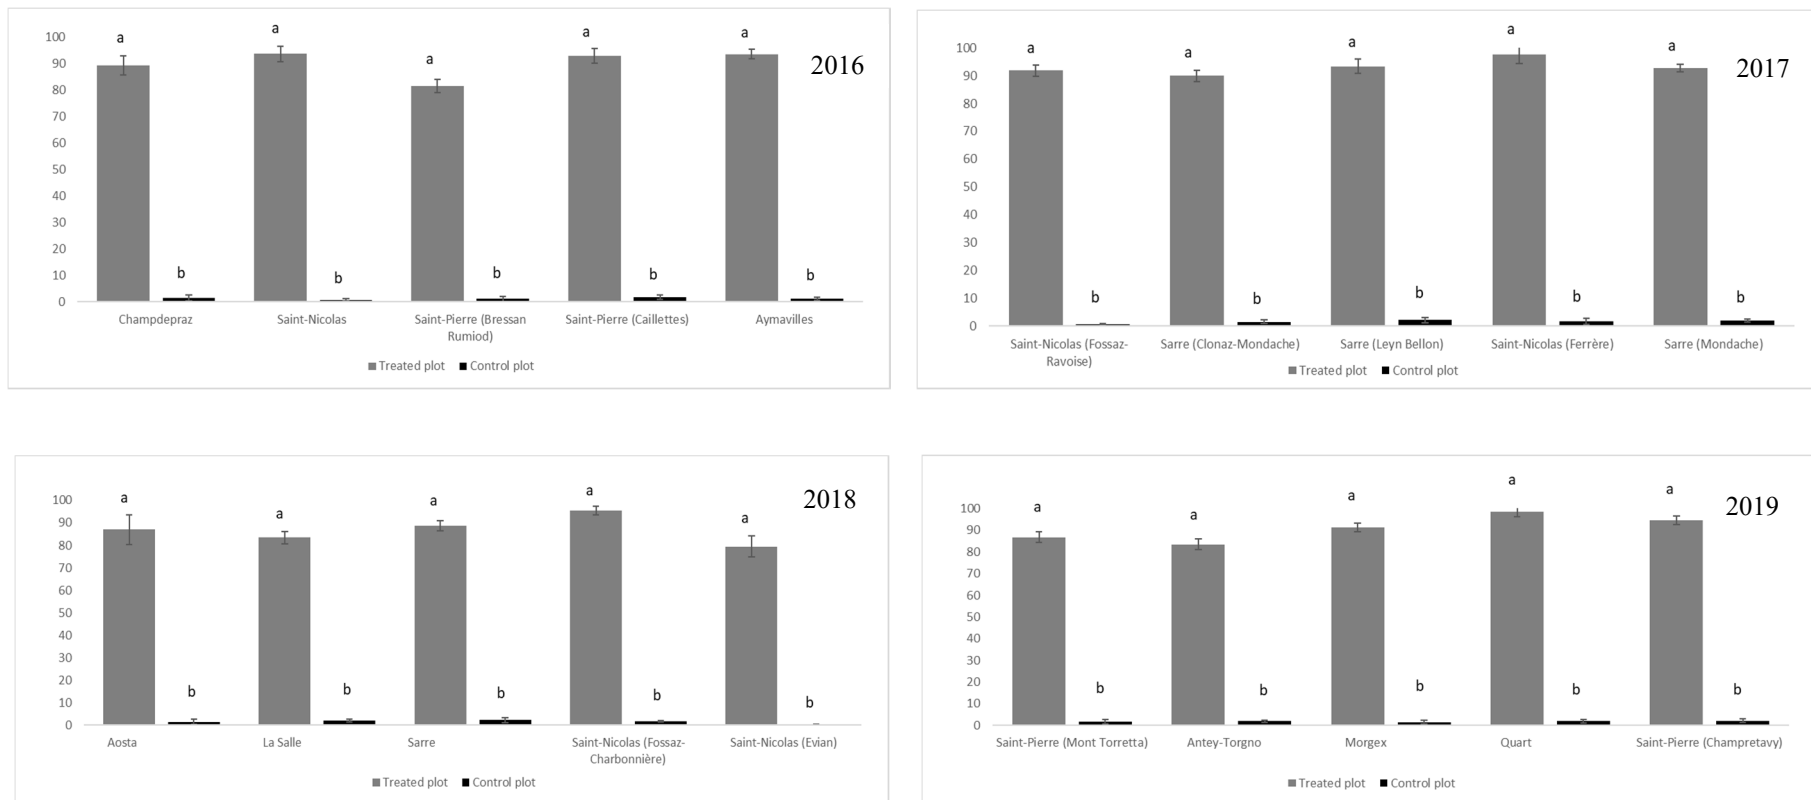 2016
100
90
80
70
60
50
40
30
20
10
0
a
a
a
a
a
b
b
b
b
b
Champdepraz
Saint-Nicolas
Saint-Pierre (Bressan
Rumiod)
Saint-Pierre (Caillettes)
Aymavilles
Treated plot
Control plot
2017
100
90
80
70
60
50
40
30
20
10
0
a
a
a
a
a
b
b
b
b
b
Saint-Nicolas (Fossaz-
Ravoise)
Sarre (Clonaz-Mondache)
Sarre (Leyn Bellon)
Saint-Nicolas (Ferrère)
Sarre (Mondache)
Treated plot
Control plot
2018
100
90
80
70
60
50
40
30
20
10
0
a
a
a
a
a
b
b
b
b
b
Aosta
La Salle
Sarre
Saint-Nicolas (Fossaz-
Charbonnière)
Saint-Nicolas (Evian)
Treated plot
Control plot
2019
100
90
80
70
60
50
40
30
20
10
0
a
a
a
a
a
b
b
b
b
b
Saint-Pierre (Mont Torretta)
Antey-Torgno
Morgex
Quart
Saint-Pierre (Champretavy)
Treated plot
Control plot